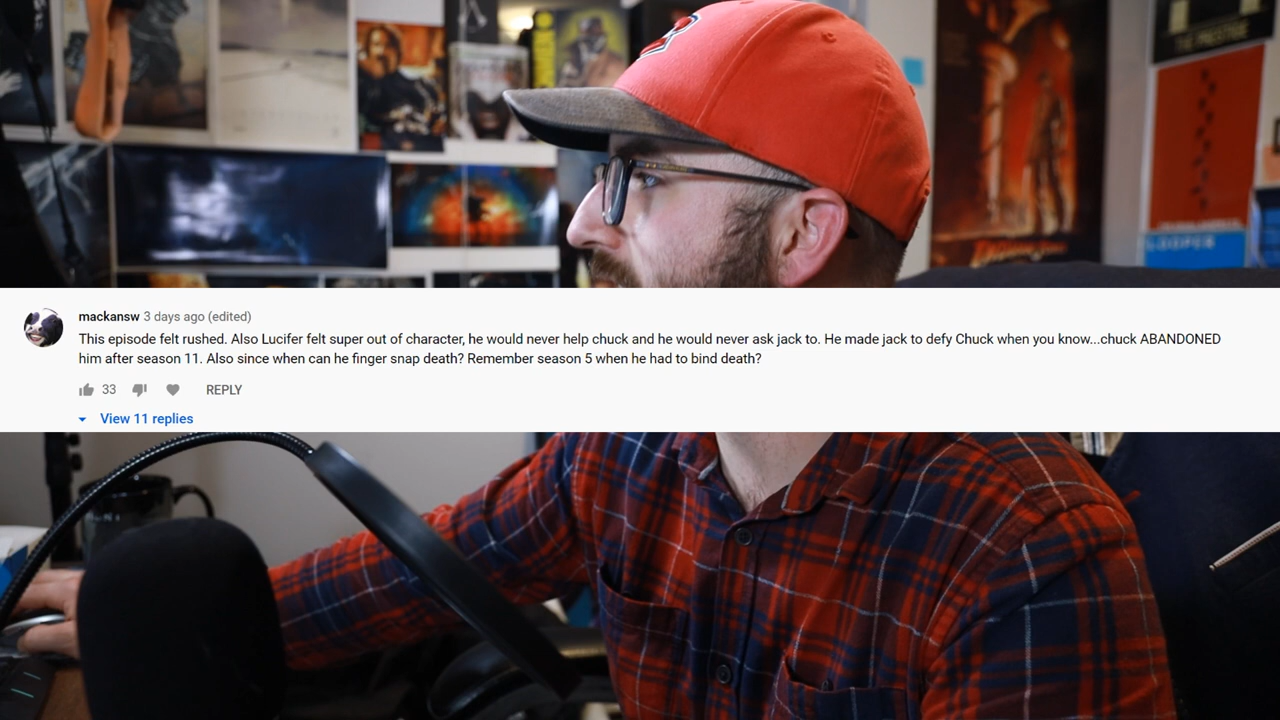 THE PRESTIGE
LOOPER
mackansw 3 days ago (edited)
This episode felt rushed. Also Lucifer felt super out of character, he would never help chuck and he would never ask jack to. He made jack to defy Chuck when you know...chuck ABANDONED
him after season 11. Also since when can he finger snap death? Remember season 5 when he had to bind death?
33
REPLY
View 11 replies